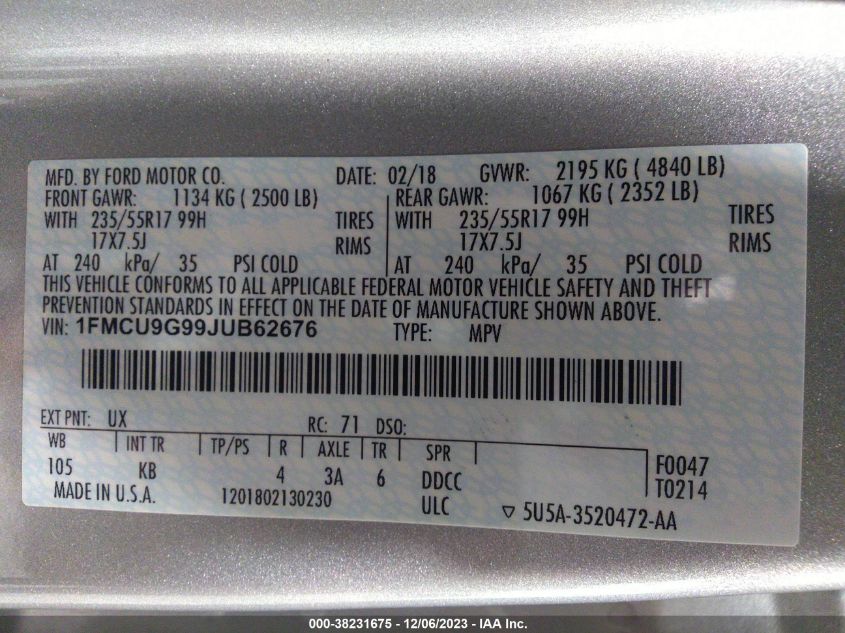 MFD. BY FORD MOTOR CO. DATE: 02/18 GVWR: 2195 KG ( 4840 LB)
FRONT GAWR: 1134 KG ( 2500 LB) REAR GAWR: 1067 KG ( 2352 LB)
WITH 235/55R17 99H TIRES WITH 235/55R17 99H TIRES
17X7.5J RIMS 17X7.5J RIMS
AT 240 kPa/ 35 PSI COLD AT 240 kPa/ 35 PSI COLD
THIS VEHICLE CONFORMS TO ALL APPLICABLE FEDERAL MOTOR VEHICLE SAFETY AND THEFT
PREVENTION STANDARDS IN EFFECT ON THE DATE OF MANUFACTURE SHOWN ABOVE.
VIN: 1FMCU9G99JUB62676 TYPE: MPV
EXT PNT: UX RC: 71 DSO:
WB INT TR TP/PS R AXLE TR SPR
105 KB 4 3A 6 DDCC F0047
MADE IN U.S.A. 1201802130230 ULC T0214
▽ 5U5A-3520472-AA
000-38231675 - 12/06/2023 - IAA Inc.